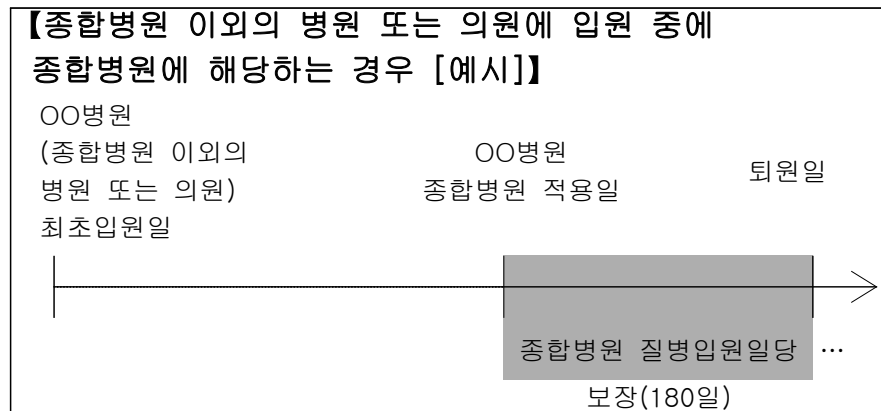 【종합병원 이외의 병원 또는 의원에 입원 중에
종합병원에 해당하는 경우 [예시]】
OO병원
(종합병원 이외의
병원 또는 의원)
최초입원일
OO병원
종합병원 적용일
퇴원일
종합병원 질병입원일당 …
보장(180일)